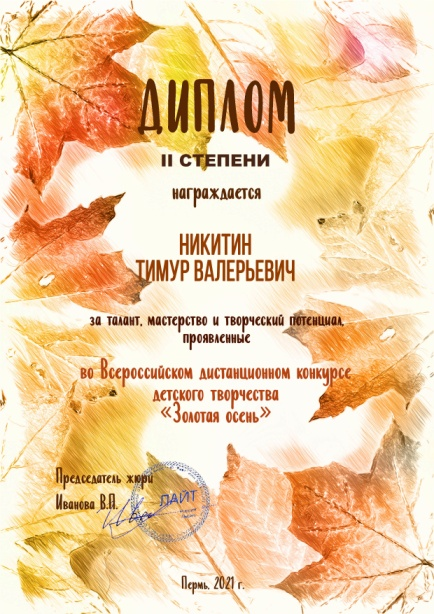 ДИПЛОМ
II СТЕПЕНИ
награждается
НИКИТИН
ТИМУР ВАЛЕРЬЕВИЧ
за талант, мастерство и творческий потенциал,
проявленные
во Всероссийском дистанционном конкурсе
детского творчества
«Золотая осень»
Председатель жюри
Иванова В.П.
ЛАЙТ
Пермь, 2021 г.